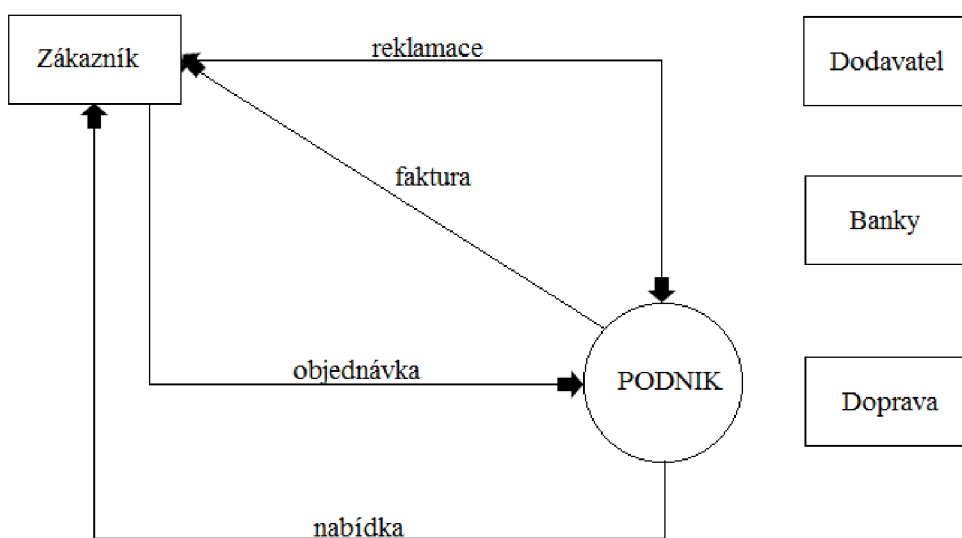 Zákazník
reklamace
Dodavatel
faktura
Banky
objednávka
PODNIK
Doprava
nabídka